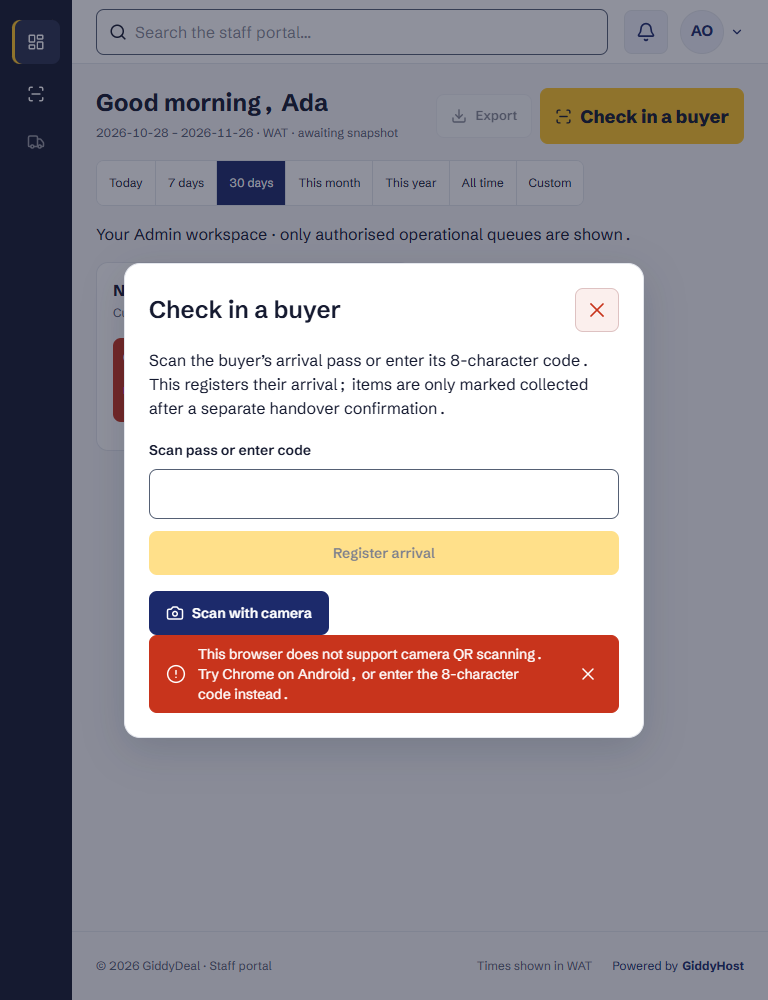 Search the staff portal...
AO
Good morning, Ada
2026-10-28 – 2026-11-26 · WAT · awaiting snapshot
Export
Check in a buyer
Today
7 days
30 days
This month
This year
All time
Custom
Your Admin workspace · only authorised operational queues are shown.
Check in a buyer
Scan the buyer’s arrival pass or enter its 8-character code.
This registers their arrival; items are only marked collected
after a separate handover confirmation.
Scan pass or enter code
Register arrival
Scan with camera
This browser does not support camera QR scanning.
Try Chrome on Android, or enter the 8-character
code instead.
© 2026 GiddyDeal · Staff portal
Times shown in WAT
Powered by GiddyHost